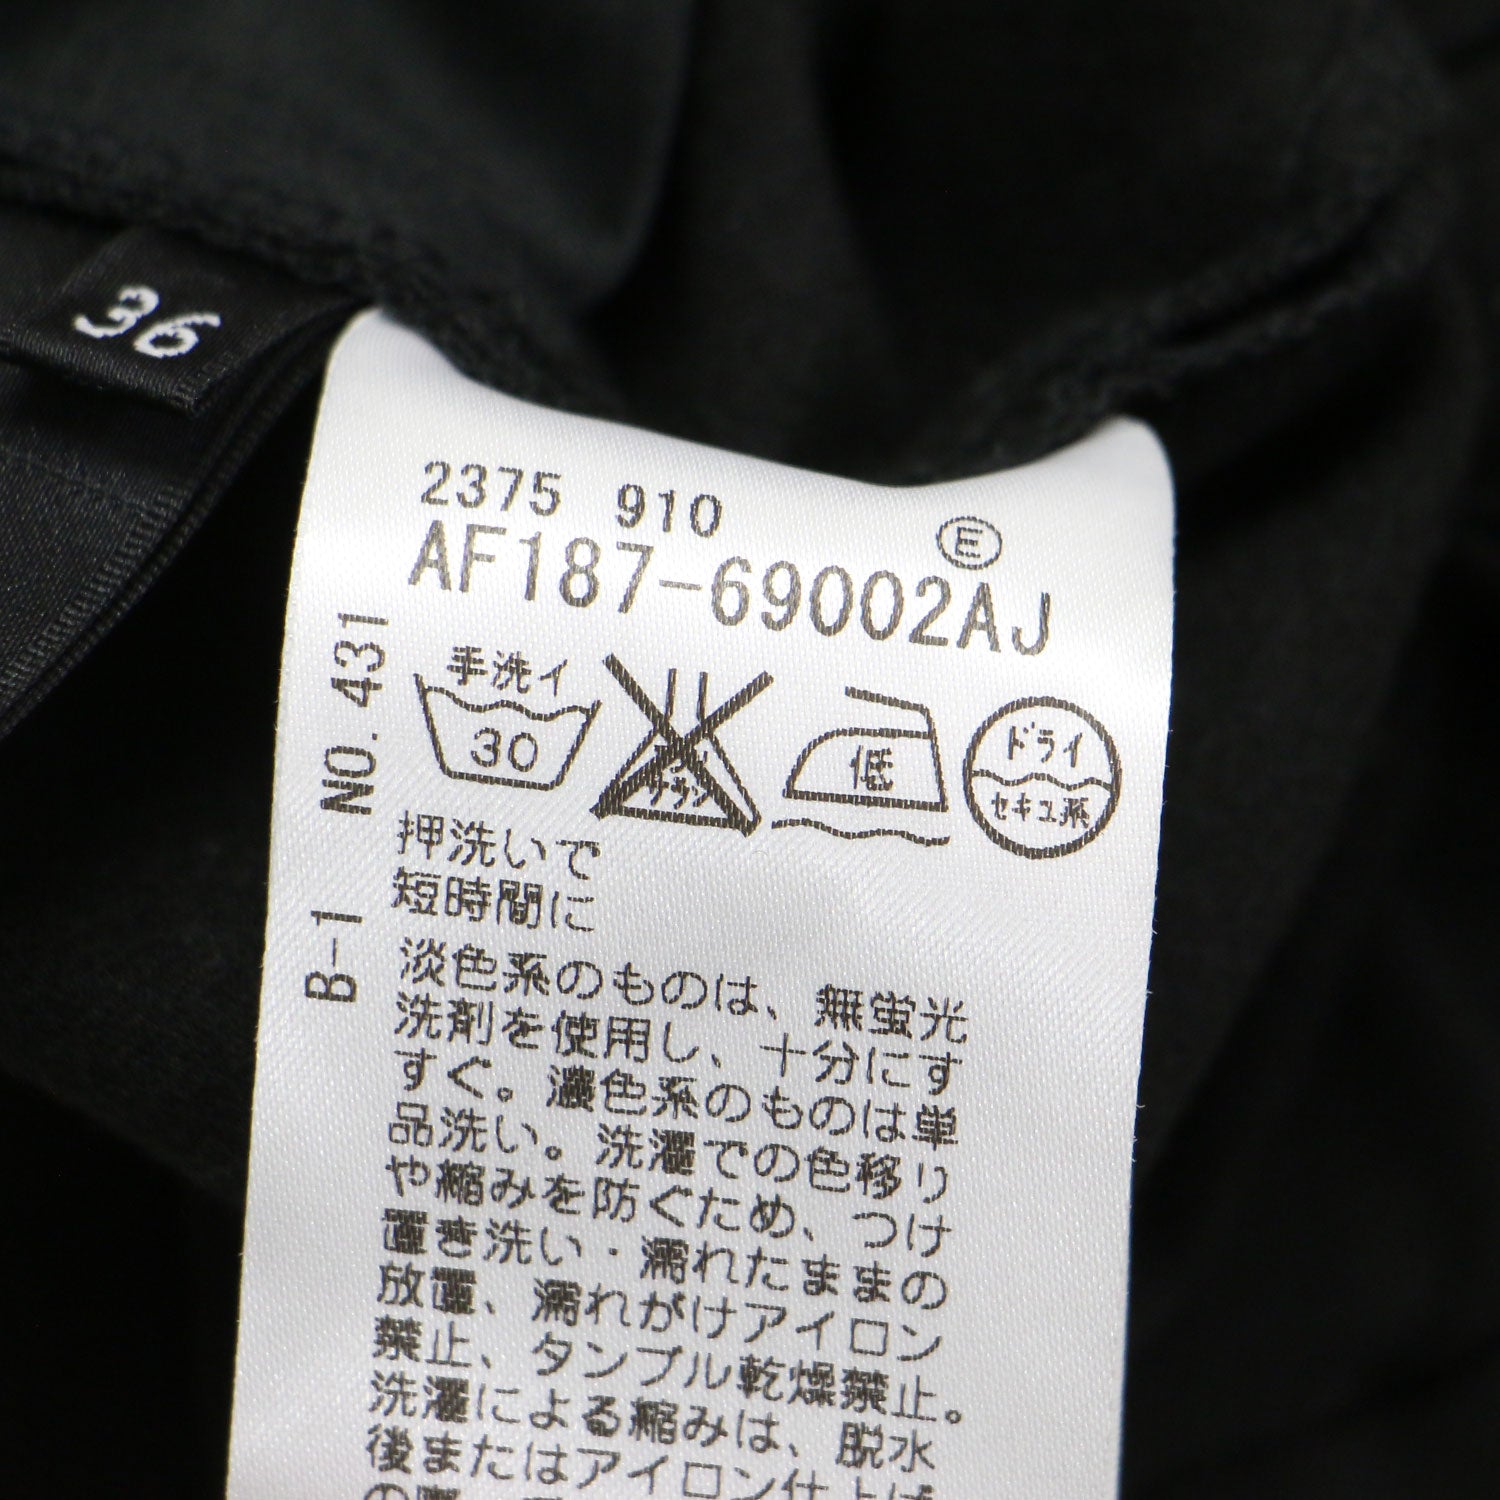 36
2375 910
E
AF187-69002AJ
NO. 431
B-1
手洗イ
30
サラシ
低
ドライ
セキユ系
押洗いで
短時間に
淡色系のものは、無蛍光
洗剤を使用し、十分にす
すぐ。濃色系のものは単
品洗い。洗濯での色移り
や縮みを防ぐため、つけ
置き洗い・濡れたままの
放置、濡れがけアイロン
禁止、タンブル乾燥禁止。
洗濯による縮みは、脱水
後またはアイロン仕上げ
の際